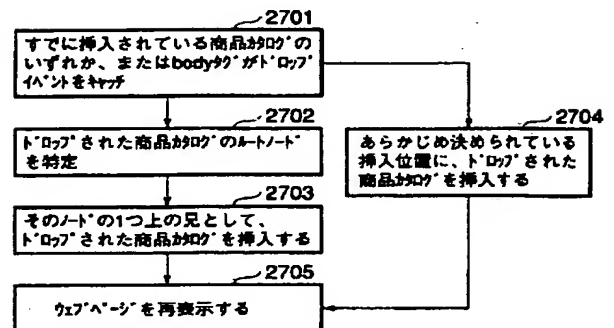 2701
すでに挿入されている商品ｶﾀﾛｸﾞの
いずれか、またはbodyﾀｸﾞがﾄﾞﾛｯﾌﾟ
ｲﾍﾞﾝﾄをｷｬｯﾁ
2702
ﾄﾞﾛｯﾌﾟされた商品ｶﾀﾛｸﾞのﾙｰﾄﾉｰﾄﾞ
を特定
2704
あらかじめ決められている
挿入位置に、ﾄﾞﾛｯﾌﾟされた
商品ｶﾀﾛｸﾞを挿入する
2703
そのﾉｰﾄﾞの1つ上の兄として、
ﾄﾞﾛｯﾌﾟされた商品ｶﾀﾛｸﾞを挿入する
2705
ｳｪﾌﾞﾍﾟｰｼﾞを再表示する